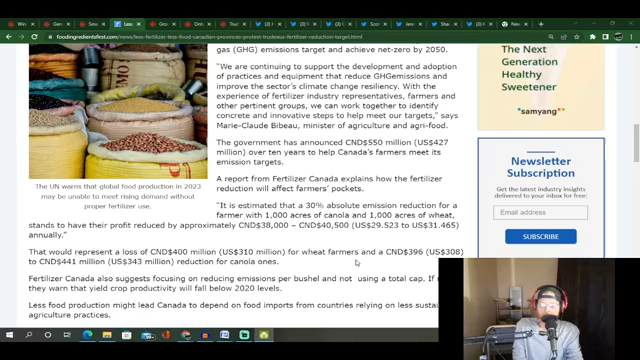 Win
Gro
Smal
Less
Gro
Onta
Truc
(3) H
(3) H
Scor
Jenn
Skep
(3) H
New
foodingredientsfirst.com/news/less-fertilizer-less-food-canadian-provinces-protest-trudeaus-fertilizer-reduction-target.html
gas (GHG) emissions target and achieve net-zero by 2050.
"We are continuing to support the development and adoption
of practices and equipment that reduce GHGemissions and
improve the sector's climate change resiliency. With the
experience of fertilizer industry representatives, farmers and
other pertinent groups, we can work together to identify
concrete and innovative steps to help meet our targets," says
Marie-Claude Bibeau, minister of agriculture and agri-food.
The government has announced CND$550 million (US$427
million) over ten years to help Canada's farmers meet its
emission targets.
A report from Fertilizer Canada explains how the fertilizer
reduction will affect farmers' pockets.
The UN warns that global food production in 2023
may be unable to meet rising demand without
proper fertilizer use.
"It is estimated that a 30% absolute emission reduction for a
farmer with 1,000 acres of canola and 1,000 acres of wheat,
stands to have their profit reduced by approximately CND$38,000 – CND$40,500 (US$29.523 to US$31.465)
annually."
That would represent a loss of CND$400 million (US$310 million) for wheat farmers and a CND$396 (US$308)
to CND$441 million (US$343 million) reduction for canola ones.
Fertilizer Canada also suggests focusing on reducing emissions per bushel and not using a total cap. If
they warn that yield crop productivity will fall below 2020 levels.
Less food production might lead Canada to depend on food imports from countries relying on less
agriculture practices.
The Next
Generation
Healthy
Sweetener
*samyang*
Newsletter
Subscription
Get the latest industry insights
delivered to your inbox for free.
Email address
SUBSCRIBE